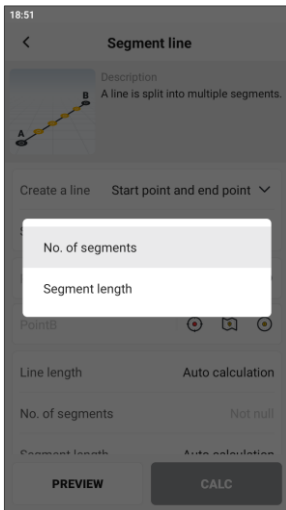 18:51
Segment line
Description
A line is split into multiple segments.
B
A
Create a line Start point and end point
No. of segments
Segment length
PointB
Line length Auto calculation
No. of segments Not null
Segment length Auto calculation
PREVIEW CALC